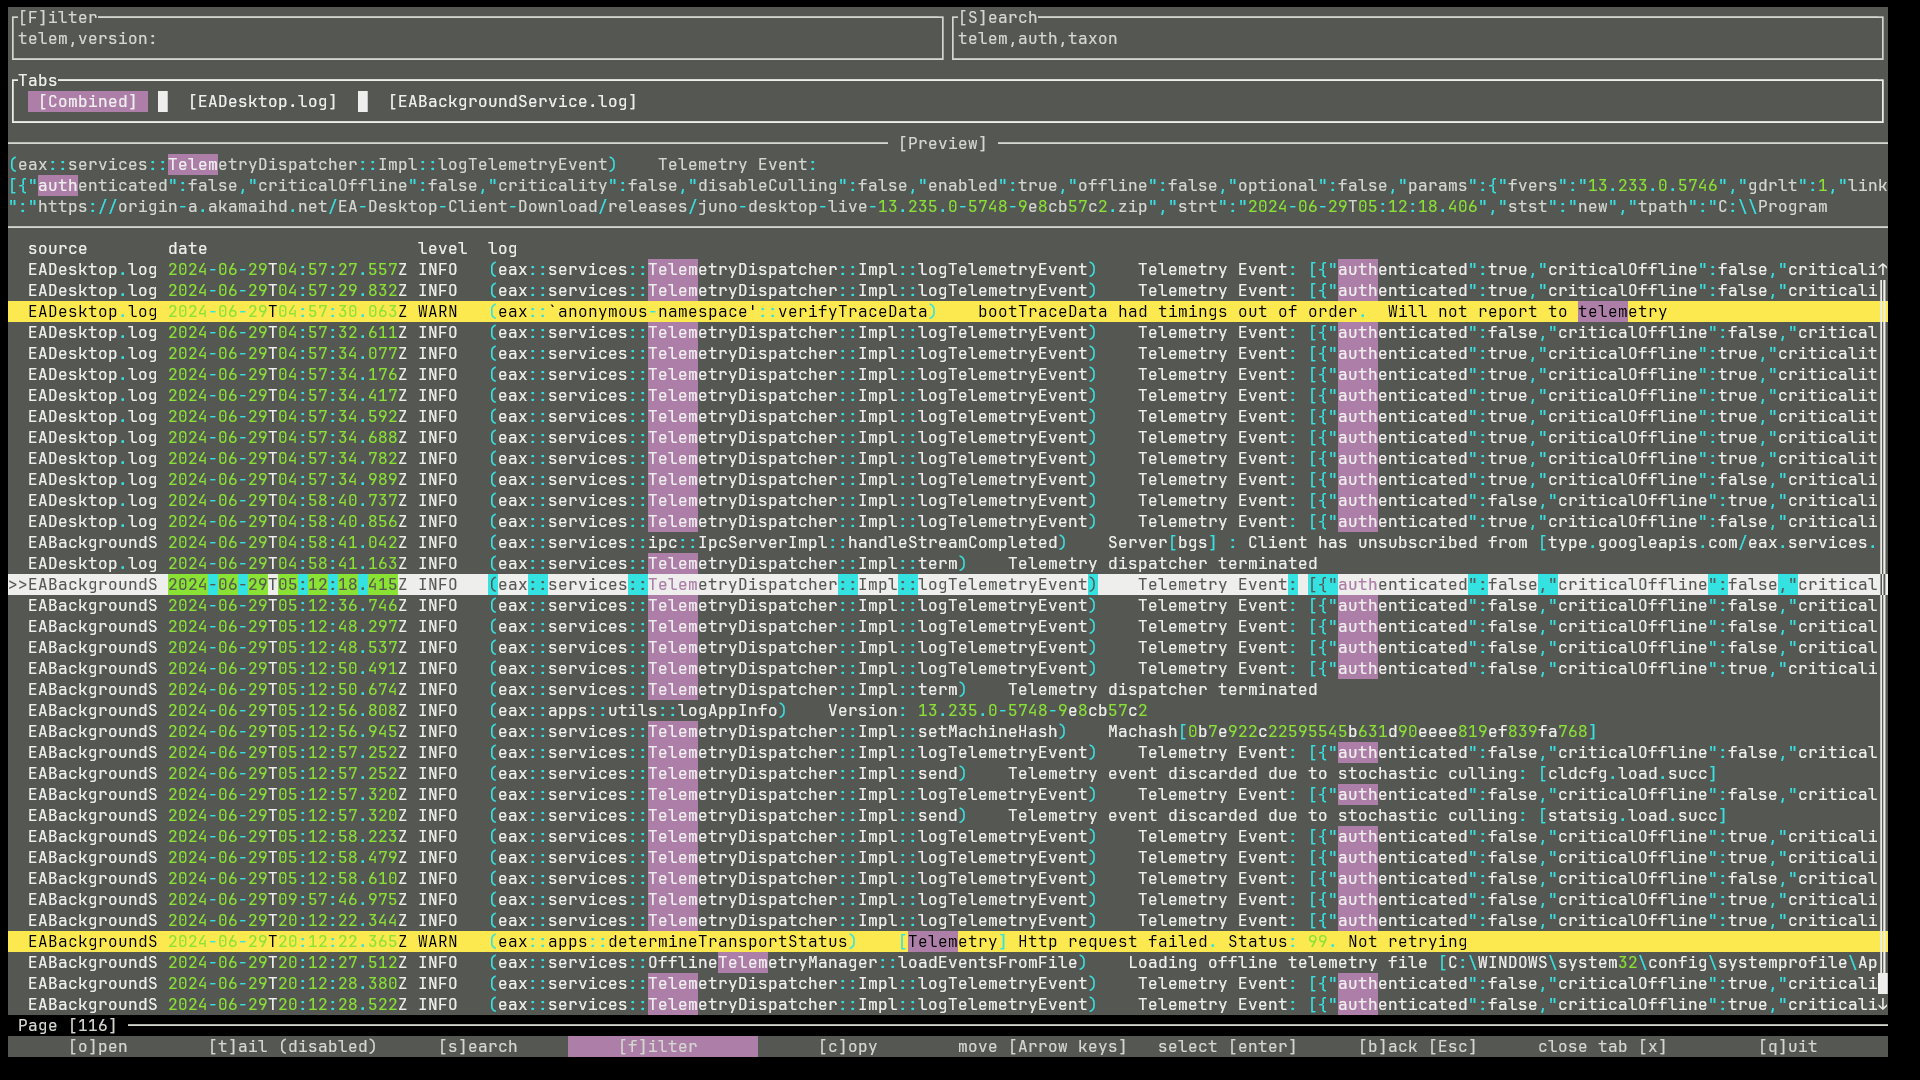 [F]ilter
telem,version:
[S]earch
telem,auth,taxon
Tabs
[Combined] [EADesktop.log] [EABackgroundService.log]
[Preview]
(eax::services::TelemetryDispatcher::Impl::logTelemetryEvent)    Telemetry Event:
[{"authenticated":false,"criticalOffline":false,"criticality":false,"disableCulling":false,"enabled":true,"offline":false,"optional":false,"params":{"fvers":"13.233.0.5746","gdrlt":1,"link
":"https://origin-a.akamaihd.net/EA-Desktop-Client-Download/releases/juno-desktop-live-13.235.0-5748-9e8cb57c2.zip","strt":"2024-06-29T05:12:18.406","stst":"new","tpath":"C:\\Program
source date level log
EADesktop.log 2024-06-29T04:57:27.557Z INFO (eax::services::TelemetryDispatcher::Impl::logTelemetryEvent)    Telemetry Event: [{"authenticated":true,"criticalOffline":false,"criticali↑
EADesktop.log 2024-06-29T04:57:29.832Z INFO (eax::services::TelemetryDispatcher::Impl::logTelemetryEvent)    Telemetry Event: [{"authenticated":true,"criticalOffline":false,"criticali
EADesktop.log 2024-06-29T04:57:30.063Z WARN (eax::`anonymous-namespace'::verifyTraceData)    bootTraceData had timings out of order.. Will not report to telemetry
EADesktop.log 2024-06-29T04:57:32.611Z INFO (eax::services::TelemetryDispatcher::Impl::logTelemetryEvent)    Telemetry Event: [{"authenticated":false,"criticalOffline":false,"critical
EADesktop.log 2024-06-29T04:57:34.077Z INFO (eax::services::TelemetryDispatcher::Impl::logTelemetryEvent)    Telemetry Event: [{"authenticated":true,"criticalOffline":true,"criticalit
EADesktop.log 2024-06-29T04:57:34.176Z INFO (eax::services::TelemetryDispatcher::Impl::logTelemetryEvent)    Telemetry Event: [{"authenticated":true,"criticalOffline":true,"criticalit
EADesktop.log 2024-06-29T04:57:34.417Z INFO (eax::services::TelemetryDispatcher::Impl::logTelemetryEvent)    Telemetry Event: [{"authenticated":true,"criticalOffline":true,"criticalit
EADesktop.log 2024-06-29T04:57:34.592Z INFO (eax::services::TelemetryDispatcher::Impl::logTelemetryEvent)    Telemetry Event: [{"authenticated":true,"criticalOffline":true,"criticalit
EADesktop.log 2024-06-29T04:57:34.688Z INFO (eax::services::TelemetryDispatcher::Impl::logTelemetryEvent)    Telemetry Event: [{"authenticated":true,"criticalOffline":true,"criticalit
EADesktop.log 2024-06-29T04:57:34.782Z INFO (eax::services::TelemetryDispatcher::Impl::logTelemetryEvent)    Telemetry Event: [{"authenticated":true,"criticalOffline":true,"criticalit
EADesktop.log 2024-06-29T04:57:34.989Z INFO (eax::services::TelemetryDispatcher::Impl::logTelemetryEvent)    Telemetry Event: [{"authenticated":true,"criticalOffline":false,"criticali
EADesktop.log 2024-06-29T04:58:40.737Z INFO (eax::services::TelemetryDispatcher::Impl::logTelemetryEvent)    Telemetry Event: [{"authenticated":false,"criticalOffline":true,"criticali
EADesktop.log 2024-06-29T04:58:40.856Z INFO (eax::services::TelemetryDispatcher::Impl::logTelemetryEvent)    Telemetry Event: [{"authenticated":true,"criticalOffline":false,"criticali
EABackgroundS 2024-06-29T04:58:41.042Z INFO (eax::services::ipc::IpcServerImpl::handleStreamCompleted)    Server[bgs] : Client has unsubscribed from [type.googleapis.com/eax.services.
EADesktop.log 2024-06-29T04:58:41.163Z INFO (eax::services::TelemetryDispatcher::Impl::term)    Telemetry dispatcher terminated
>>EABackgroundS 2024-06-29T05:12:18.415Z INFO (eax::services::TelemetryDispatcher::Impl::logTelemetryEvent)    Telemetry Event: [{"authenticated":false,"criticalOffline":false,"critical
EABackgroundS 2024-06-29T05:12:36.746Z INFO (eax::services::TelemetryDispatcher::Impl::logTelemetryEvent)    Telemetry Event: [{"authenticated":false,"criticalOffline":false,"critical
EABackgroundS 2024-06-29T05:12:48.297Z INFO (eax::services::TelemetryDispatcher::Impl::logTelemetryEvent)    Telemetry Event: [{"authenticated":false,"criticalOffline":false,"critical
EABackgroundS 2024-06-29T05:12:48.537Z INFO (eax::services::TelemetryDispatcher::Impl::logTelemetryEvent)    Telemetry Event: [{"authenticated":false,"criticalOffline":false,"critical
EABackgroundS 2024-06-29T05:12:50.491Z INFO (eax::services::TelemetryDispatcher::Impl::logTelemetryEvent)    Telemetry Event: [{"authenticated":false,"criticalOffline":true,"criticali
EABackgroundS 2024-06-29T05:12:50.674Z INFO (eax::services::TelemetryDispatcher::Impl::term)    Telemetry dispatcher terminated
EABackgroundS 2024-06-29T05:12:56.808Z INFO (eax::apps::utils::logAppInfo)    Version: 13.235.0-5748-9e8cb57c2
EABackgroundS 2024-06-29T05:12:56.945Z INFO (eax::services::TelemetryDispatcher::Impl::setMachineHash)    Machash[0b7e922c22595545b631d90eeee819ef839fa768]
EABackgroundS 2024-06-29T05:12:57.252Z INFO (eax::services::TelemetryDispatcher::Impl::logTelemetryEvent)    Telemetry Event: [{"authenticated":false,"criticalOffline":false,"critical
EABackgroundS 2024-06-29T05:12:57.252Z INFO (eax::services::TelemetryDispatcher::Impl::send)    Telemetry event discarded due to stochastic culling: [cldcfg.load.succ]
EABackgroundS 2024-06-29T05:12:57.320Z INFO (eax::services::TelemetryDispatcher::Impl::logTelemetryEvent)    Telemetry Event: [{"authenticated":false,"criticalOffline":false,"critical
EABackgroundS 2024-06-29T05:12:57.320Z INFO (eax::services::TelemetryDispatcher::Impl::send)    Telemetry event discarded due to stochastic culling: [statsig.load.succ]
EABackgroundS 2024-06-29T05:12:58.223Z INFO (eax::services::TelemetryDispatcher::Impl::logTelemetryEvent)    Telemetry Event: [{"authenticated":false,"criticalOffline":true,"criticali
EABackgroundS 2024-06-29T05:12:58.479Z INFO (eax::services::TelemetryDispatcher::Impl::logTelemetryEvent)    Telemetry Event: [{"authenticated":false,"criticalOffline":false,"critical
EABackgroundS 2024-06-29T05:12:58.610Z INFO (eax::services::TelemetryDispatcher::Impl::logTelemetryEvent)    Telemetry Event: [{"authenticated":false,"criticalOffline":false,"critical
EABackgroundS 2024-06-29T09:57:46.975Z INFO (eax::services::TelemetryDispatcher::Impl::logTelemetryEvent)    Telemetry Event: [{"authenticated":false,"criticalOffline":false,"critical
EABackgroundS 2024-06-29T20:12:22.344Z INFO (eax::services::TelemetryDispatcher::Impl::logTelemetryEvent)    Telemetry Event: [{"authenticated":false,"criticalOffline":false,"critical
EABackgroundS 2024-06-29T20:12:22.365Z WARN (eax::apps::determineTransportStatus)    [Telemetry] Http request failed. Status: 99. Not retrying
EABackgroundS 2024-06-29T20:12:27.512Z INFO (eax::services::OfflineTelemetryManager::loadEventsFromFile)    Loading offline telemetry file [C:\WINDOWS\system32\config\systemprofile\Ap
EABackgroundS 2024-06-29T20:12:28.380Z INFO (eax::services::TelemetryDispatcher::Impl::logTelemetryEvent)    Telemetry Event: [{"authenticated":false,"criticalOffline":true,"criticali
EABackgroundS 2024-06-29T20:12:28.522Z INFO (eax::services::TelemetryDispatcher::Impl::logTelemetryEvent)    Telemetry Event: [{"authenticated":false,"criticalOffline":true,"criticali↓
Page [116]
[o]pen [t]ail (disabled) [s]earch [f]ilter [c]opy move [Arrow keys] select [enter] [b]ack [Esc] close tab [x] [q]uit